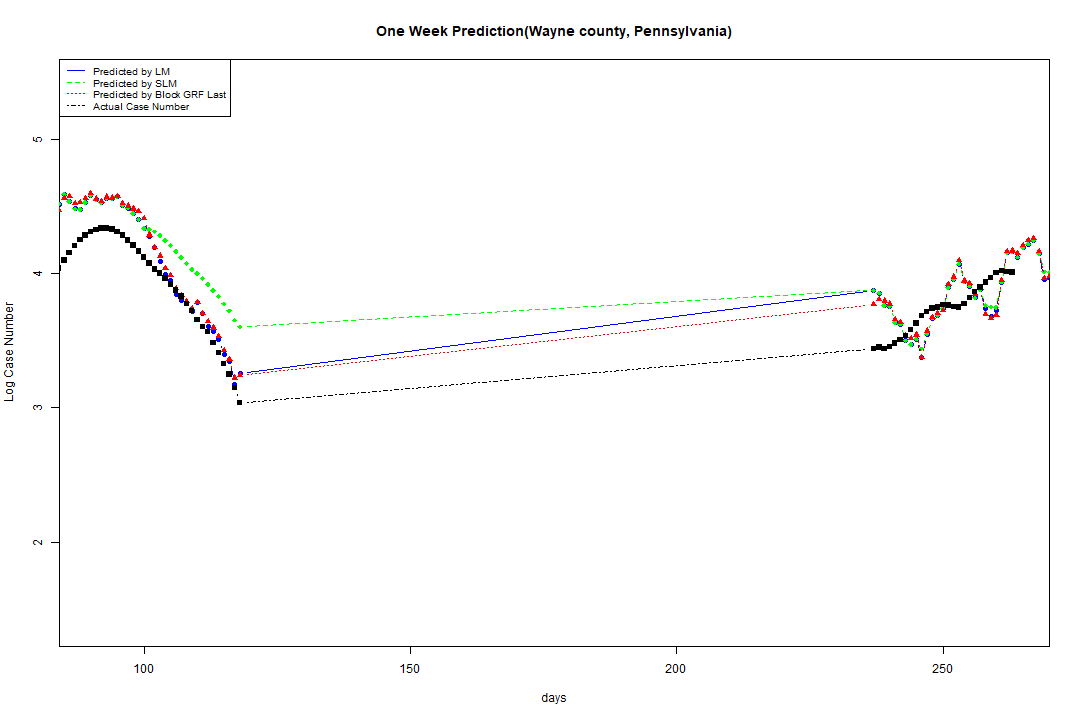 One Week Prediction(Wayne county, Pennsylvania)
Predicted by LM
Predicted by SLM
Predicted by Block GRF Last
Actual Case Number
5
4
3
2
Log Case Number
100 150 200 250
days